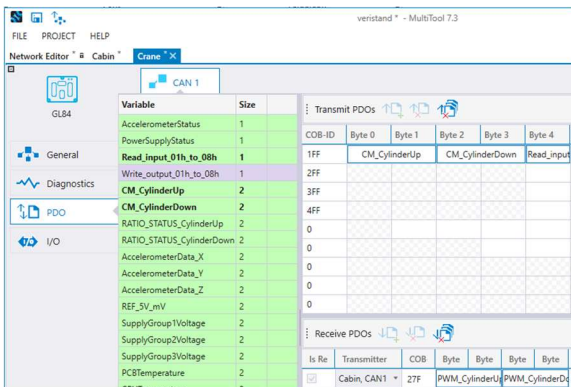 veristand * - MultiTool 7.3
FILE PROJECT HELP
Network Editor * Cabin * Crane * X
CAN 1
GL84
General
Diagnostics
PDO
I/O
Variable Size
AccelerometerStatus 1
PowerSupplyStatus 1
Read_input_01h_to_08h 1
Write_output_01h_to_08h 1
CM_CylinderUp 2
CM_CylinderDown 2
RATIO_STATUS_CylinderUp 2
RATIO_STATUS_CylinderDown 2
AccelerometerData_X 2
AccelerometerData_Y 2
AccelerometerData_Z 2
REF_5V_mV 2
SupplyGroup1Voltage 2
SupplyGroup2Voltage 2
SupplyGroup3Voltage 2
PCBTemperature 2
Transmit PDOs
COB-ID Byte 0 Byte 1 Byte 2 Byte 3 Byte 4
1FF CM_CylinderUp CM_CylinderDown Read_input
2FF
3FF
4FF
0
0
0
0
0
Receive PDOs
Is Re Transmitter COB Byte Byte Byte Byte
Cabin, CAN1 27F PWM_CylinderU PWM_CylinderDo